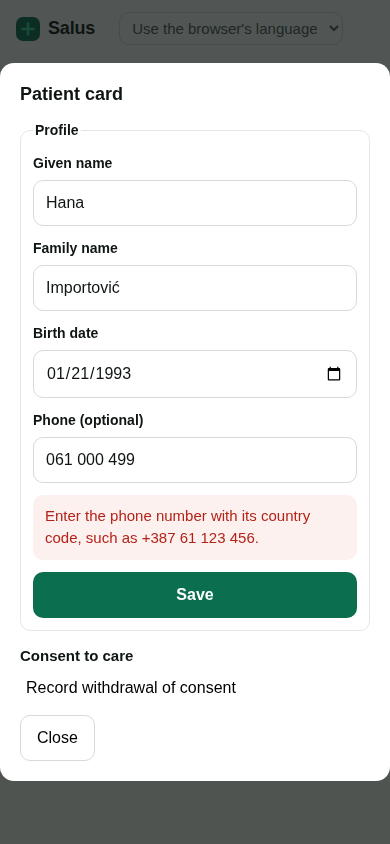 Salus
Use the browser's language
Patient card
Profile
Given name
Hana
Family name
Importović
Birth date
01/21/1993
Phone (optional)
061 000 499
Enter the phone number with its country
code, such as +387 61 123 456.
Save
Consent to care
Record withdrawal of consent
Close